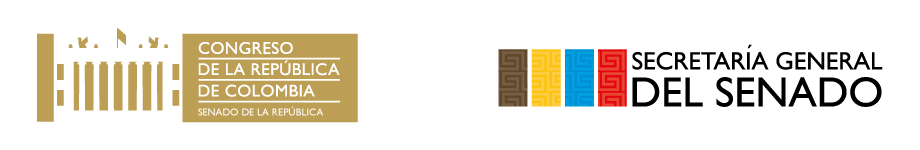 CONGRESO
DE LA REPÚBLICA
DE COLOMBIA
SENADO DE LA REPÚBLICA
SECRETARÍA GENERAL
DEL SENADO